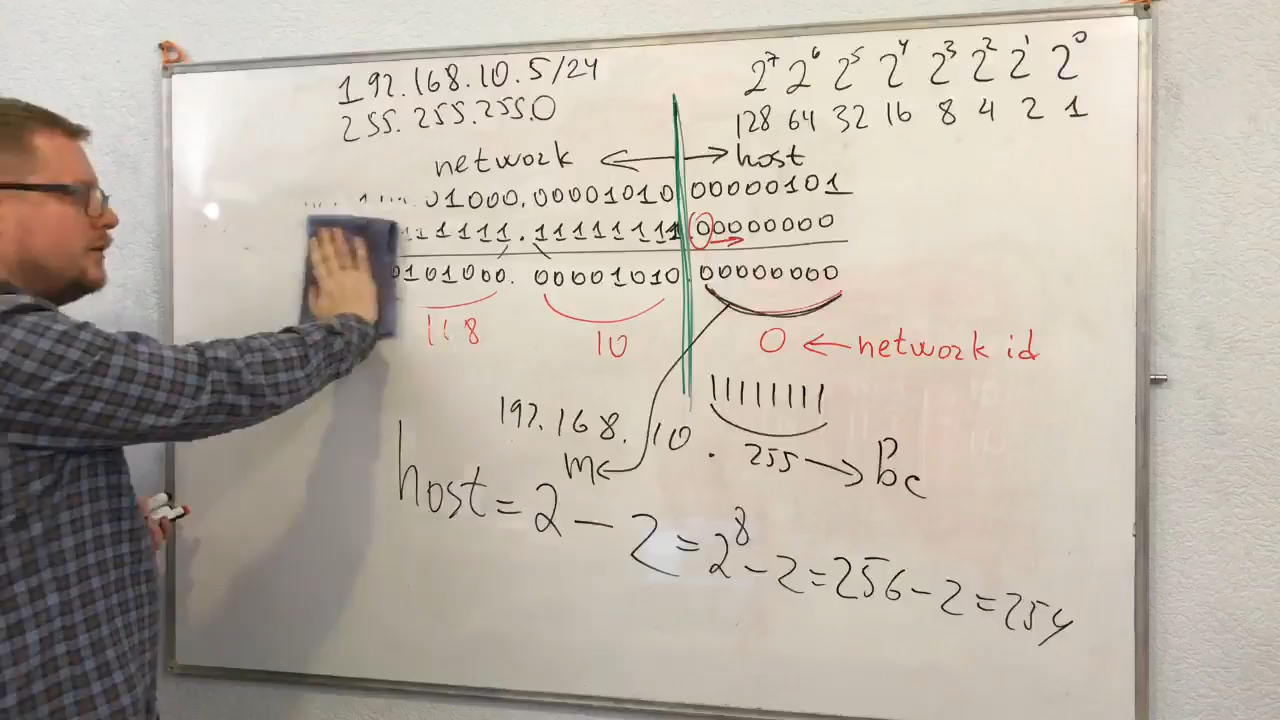 192.168.10.5/24
255.255.255.0
2⁷ 2⁶ 2⁵ 2⁴ 2³ 2² 2¹ 2⁰
128 64 32 16 8 4 2 1
network ← → host
01000.00001010 00000101
11111.11111111.00000000
0101000.00001010.00000000
168 10 0 ← network id
11111111
192.168.10.255 → Bc
m
host = 2ᵐ - 2 = 2⁸ - 2 = 256 - 2 = 254